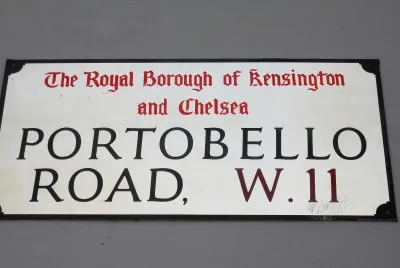 The Royal Borough of Kensington
and Chelsea
PORTOBELLO
ROAD, W.11